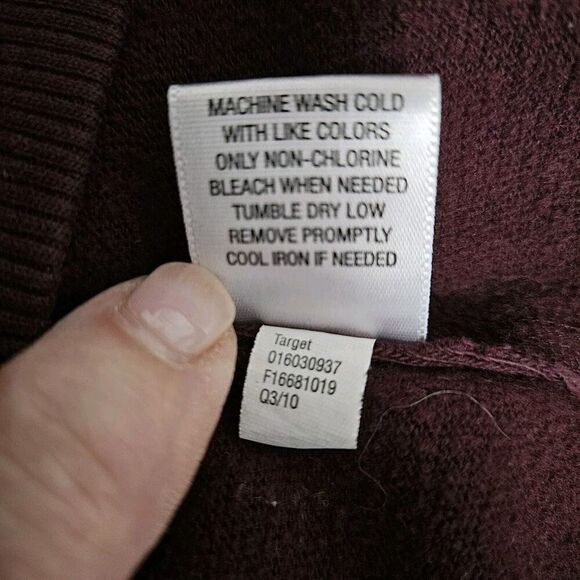 MACHINE WASH COLD
WITH LIKE COLORS
ONLY NON-CHLORINE
BLEACH WHEN NEEDED
TUMBLE DRY LOW
REMOVE PROMPTLY
COOL IRON IF NEEDED
Target
016030937
F16681019
Q3/10